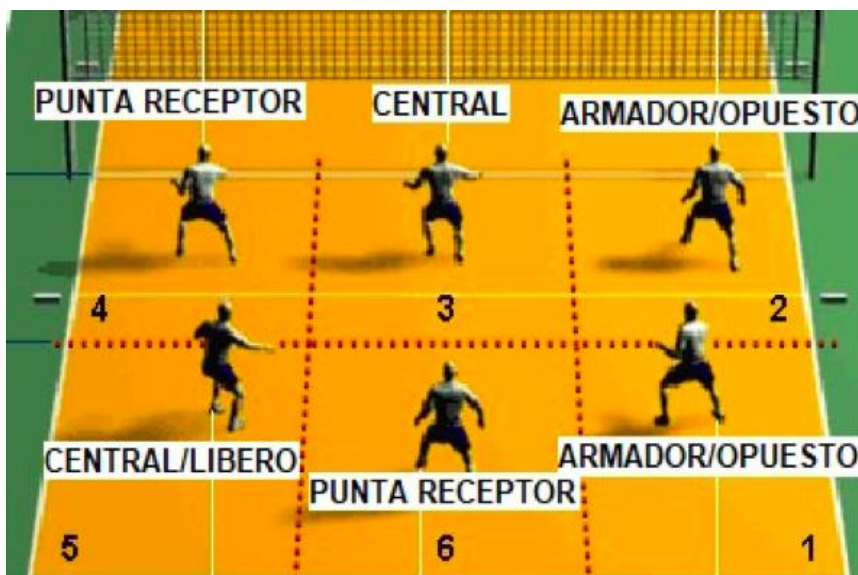 PUNTA RECEPTOR
CENTRAL
ARMADOR/OPUESTO
4
3
2
CENTRAL/LIBERO
PUNTA RECEPTOR
ARMADOR/OPUESTO
5
6
1